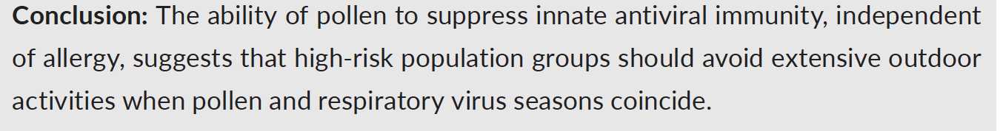 Conclusion: The ability of pollen to suppress innate antiviral immunity, independent
of allergy, suggests that high-risk population groups should avoid extensive outdoor
activities when pollen and respiratory virus seasons coincide.